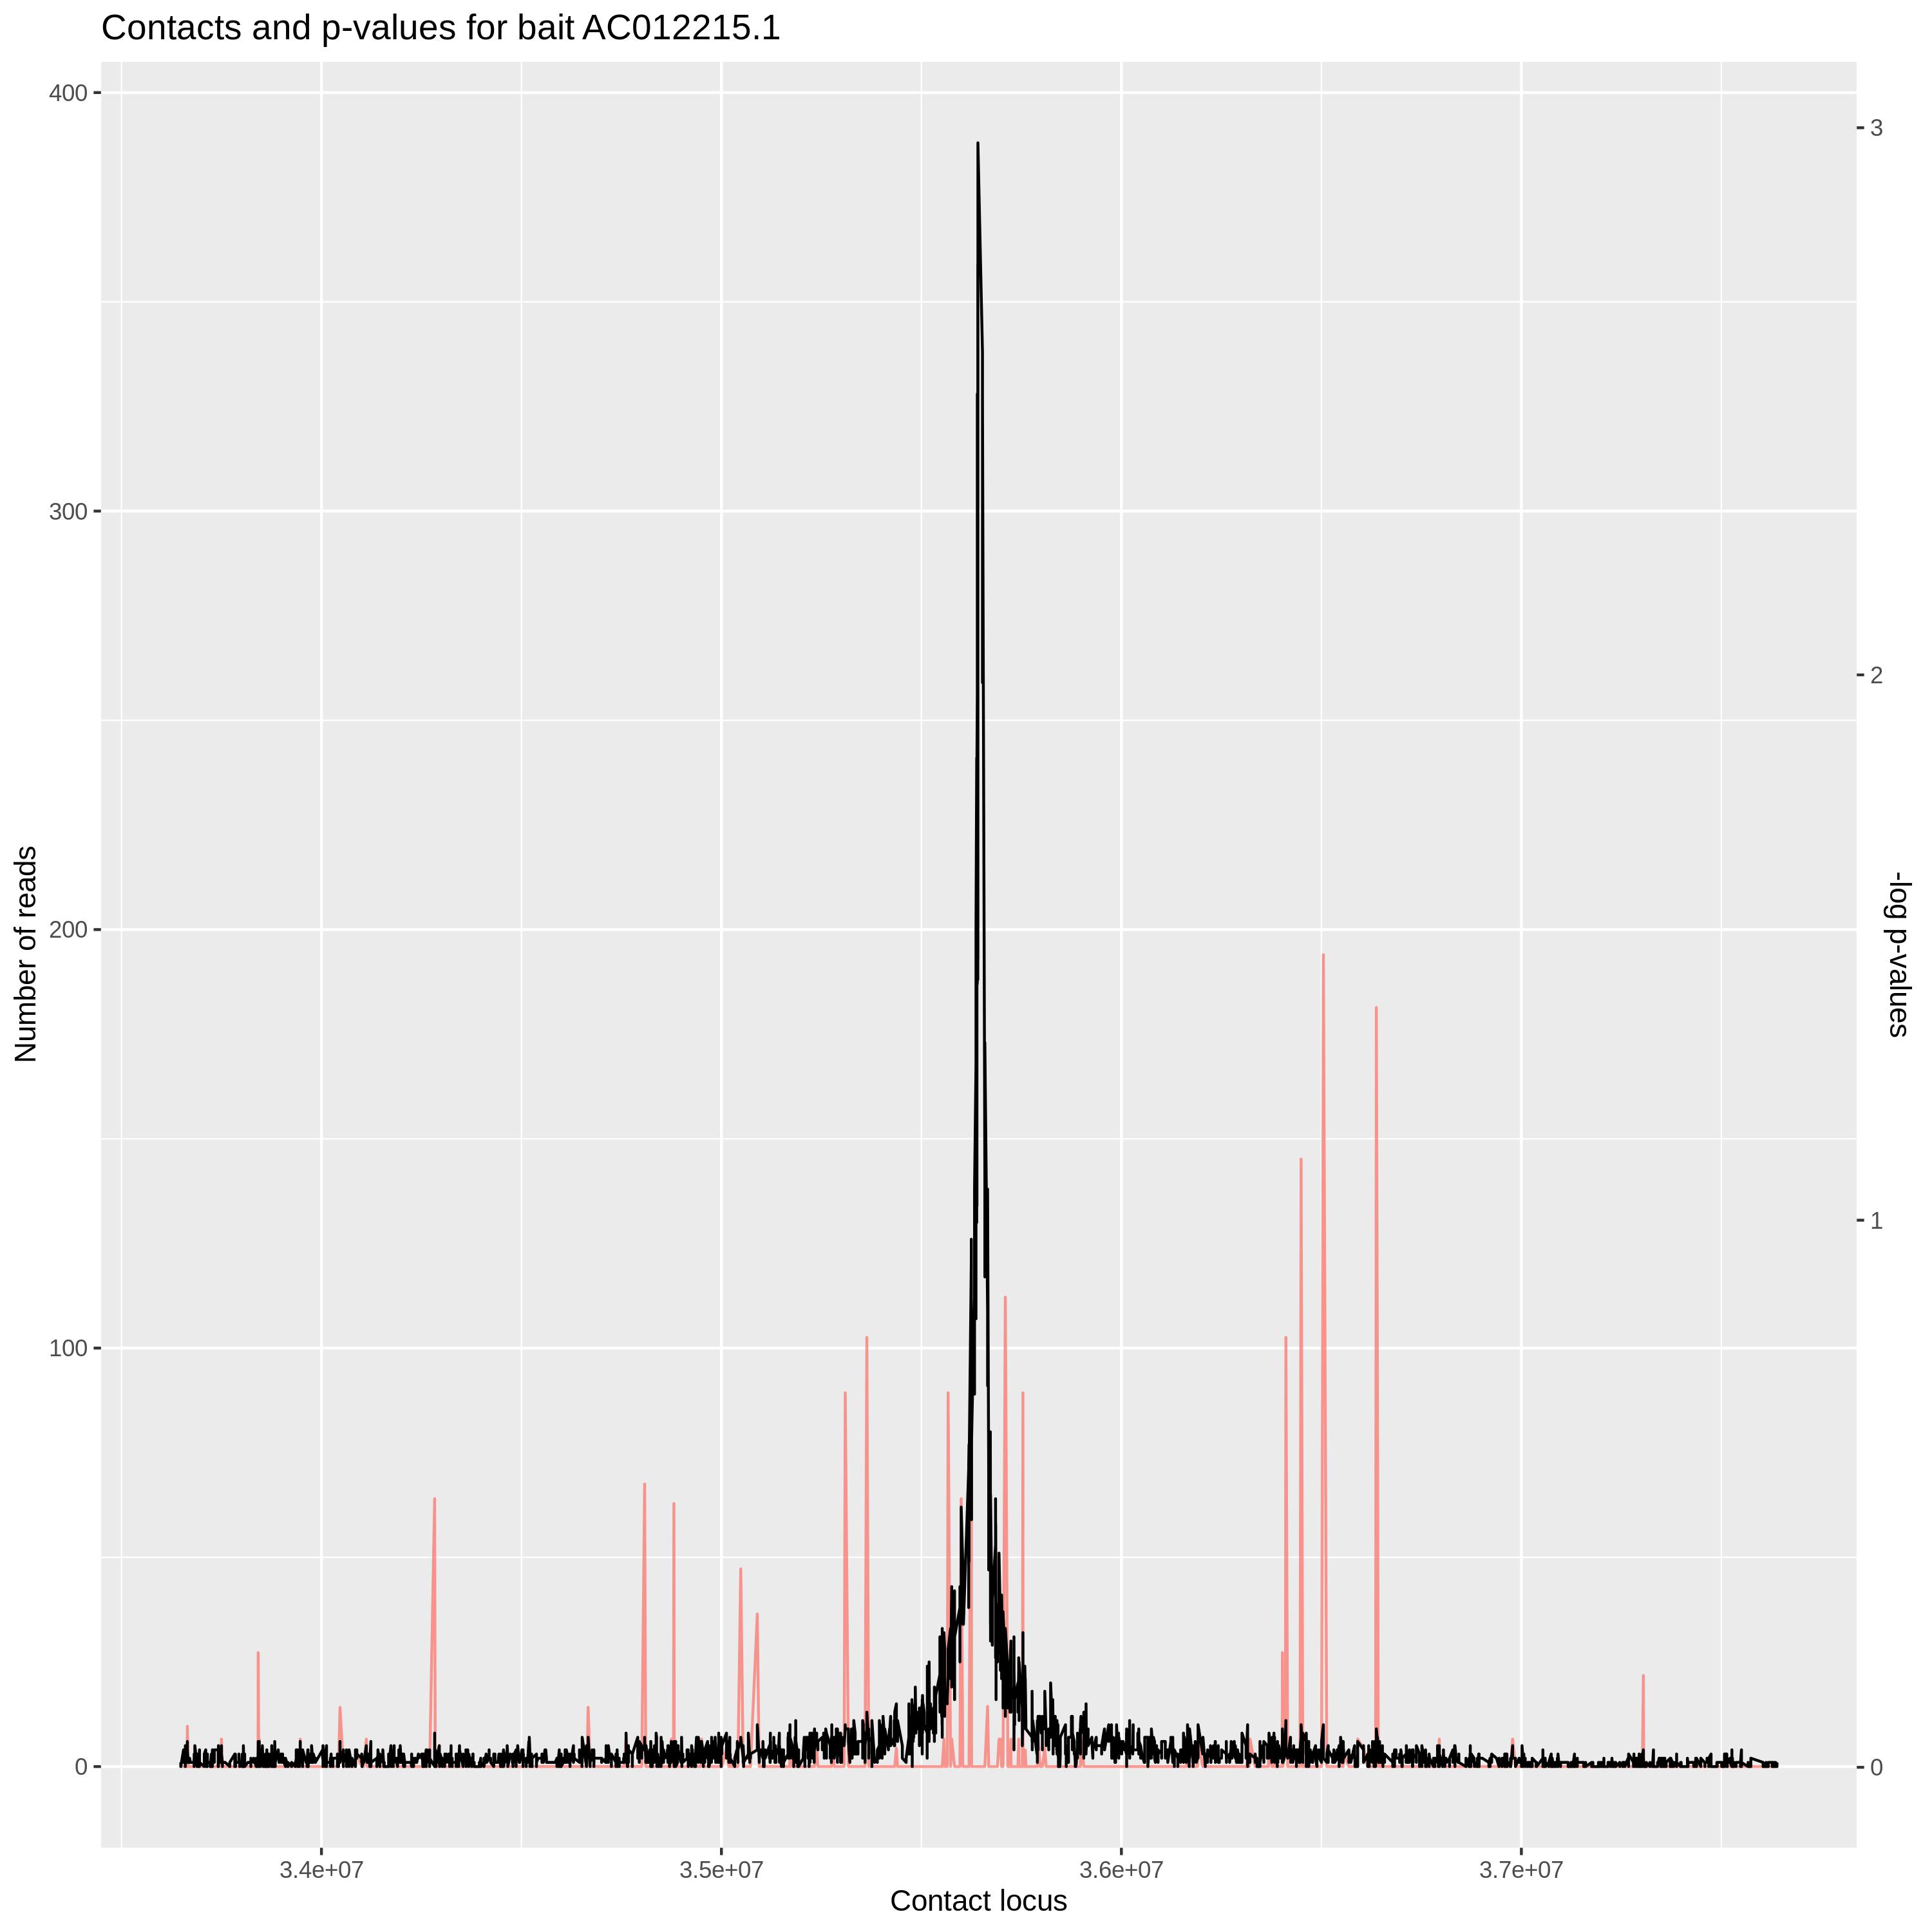 Contacts and p-values for bait AC012215.1
400
300
200
100
0
Number of reads
3
2
1
0
-log p-values
3.4e+07
3.5e+07
3.6e+07
3.7e+07
Contact locus